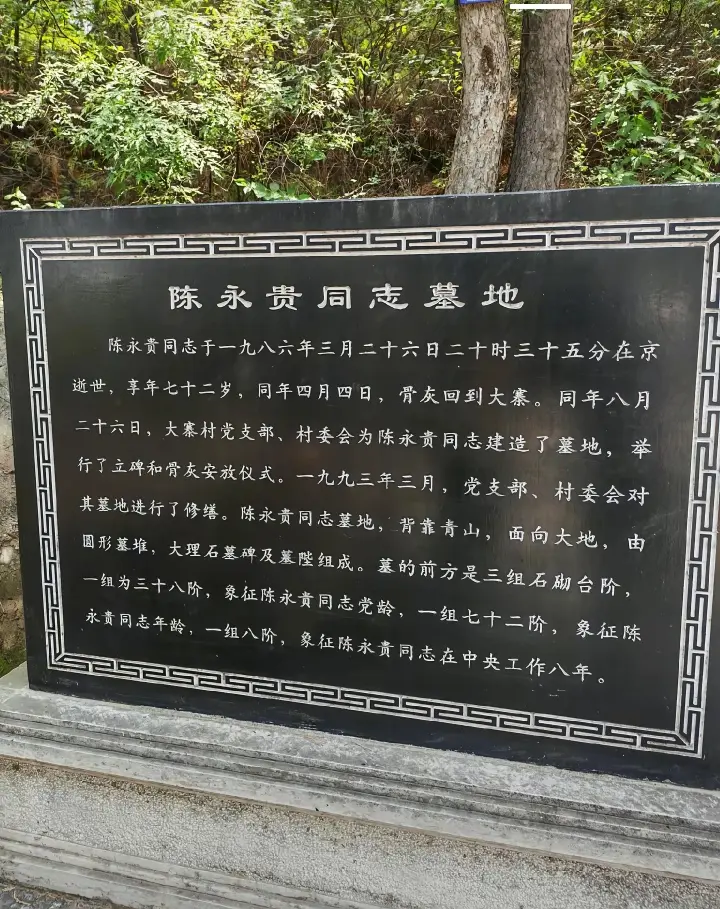 陈永贵同志墓地
陈永贵同志于一九八六年三月二十六日二十时三十五分在京
逝世，享年七十二岁，同年四月四日，骨灰回到大寨。同年八月
二十六日，大寨村党支部、村委会为陈永贵同志建造了墓地，举
行了立碑和骨灰安放仪式。一九九三年三月，党支部、村委会对
其墓地进行了修缮。陈永贵同志墓地，背靠青山，面向大地，由
圆形墓堆，大理石墓碑及墓陛组成。墓的前方是三组石砌台阶，
一组为三十八阶，象征陈永贵同志党龄，一组七十二阶，象征陈
永贵同志年龄，一组八阶，象征陈永贵同志在中央工作八年。